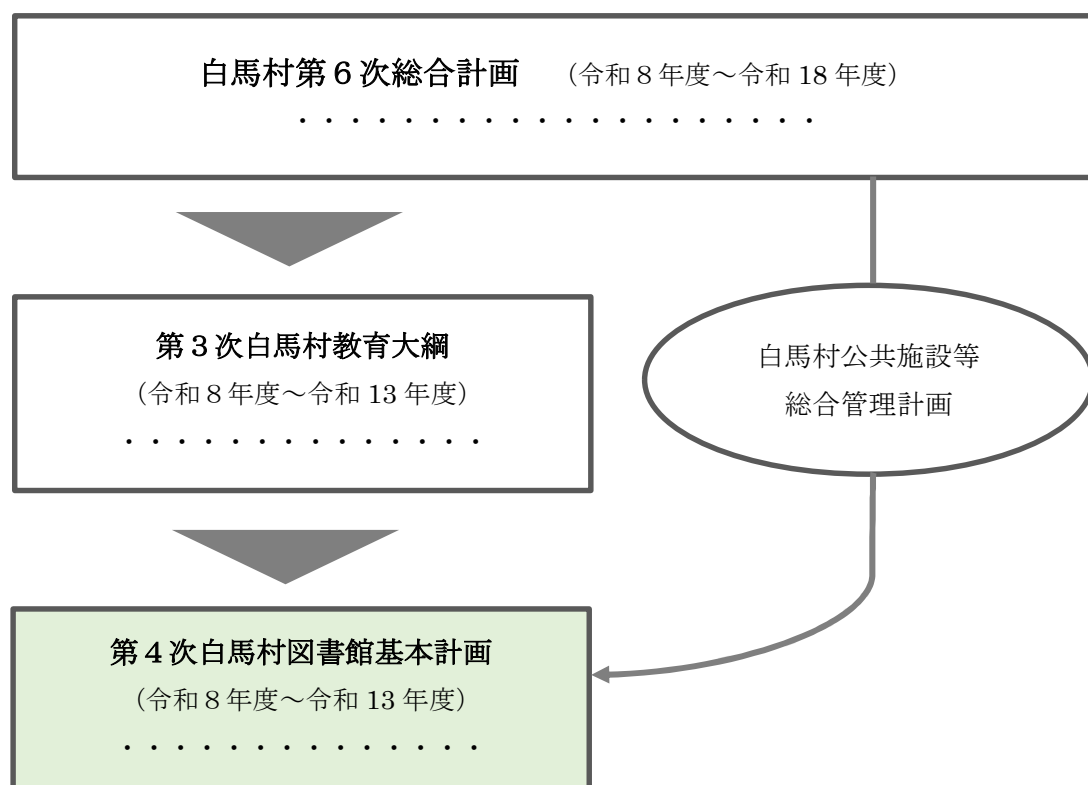 白馬村第６次総合計画 （令和８年度～令和 18 年度）
・・・・・・・・・・・・・・・・・・・・・
第３次白馬村教育大綱
（令和８年度～令和 13 年度）
・・・・・・・・・・・・・・
白馬村公共施設等
総合管理計画
第４次白馬村図書館基本計画
（令和８年度～令和 13 年度）
・・・・・・・・・・・・・・